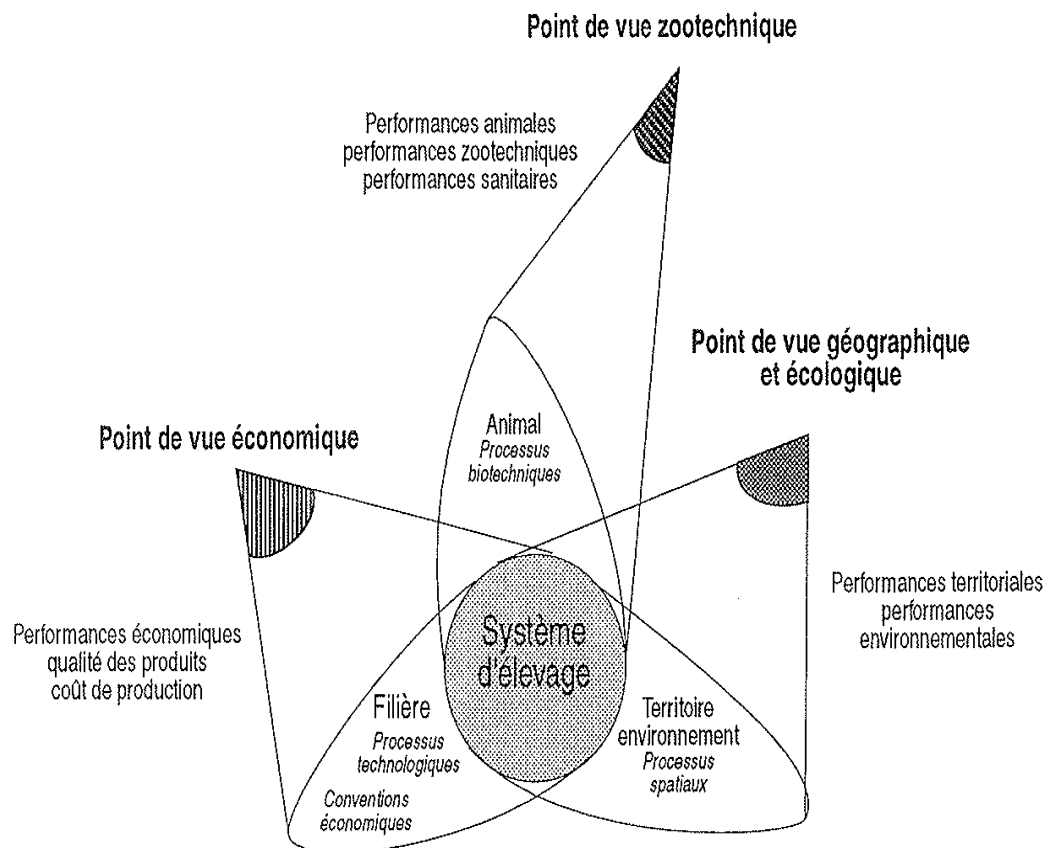 Point de vue zootechnique
Performances animales
performances zootechniques
performances sanitaires
Point de vue géographique
et écologique
Point de vue économique
Animal
Processus
biotechniques
Performances territoriales
performances
environnementales
Performances économiques
qualité des produits
coût de production
Système
d'élevage
Filière
Processus
technologiques
Conventions
économiques
Territoire
environnement
Processus
spatiaux